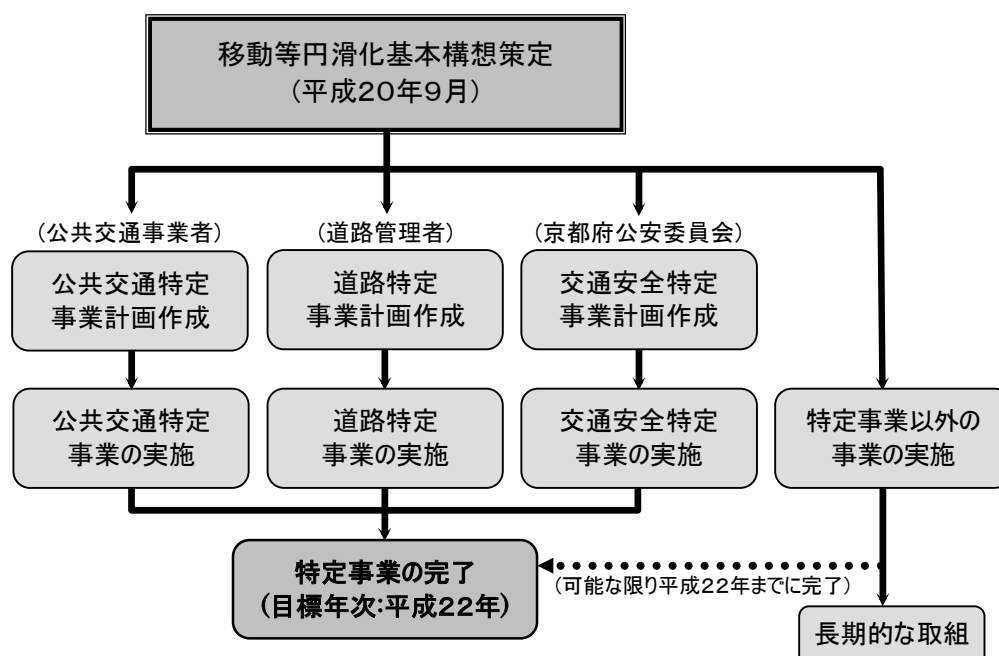 移動等円滑化基本構想策定
(平成20年9月)
(公共交通事業者)
(道路管理者)
(京都府公安委員会)
公共交通特定
事業計画作成
道路特定
事業計画作成
交通安全特定
事業計画作成
公共交通特定
事業の実施
道路特定
事業の実施
交通安全特定
事業の実施
特定事業以外の
事業の実施
特定事業の完了
(目標年次:平成22年)
(可能な限り平成22年までに完了)
長期的な取組